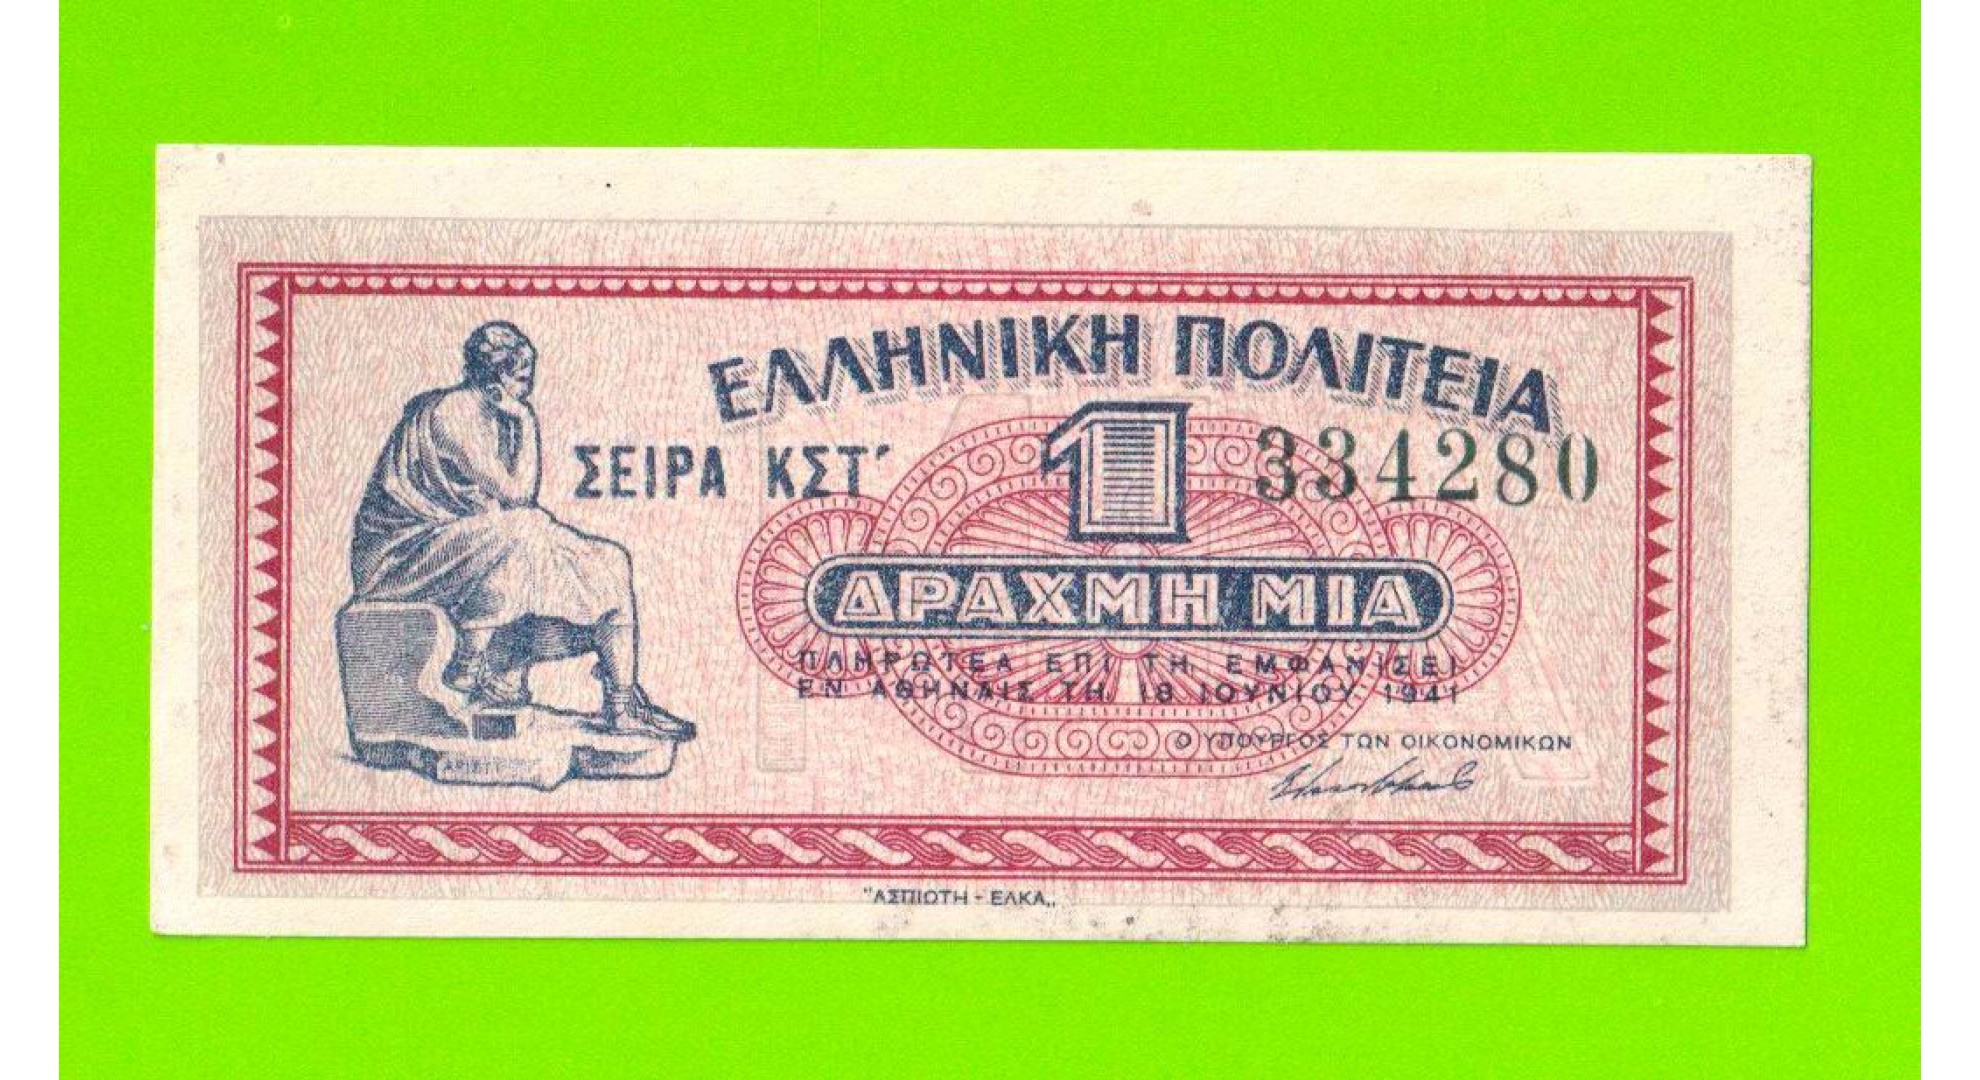 ΕΛΛΗΝΙΚΗ ΠΟΛΙΤΕΙΑ
ΣΕΙΡΑ ΚΣΤ΄ 1 334280
ΔΡΑΧΜΗ ΜΙΑ
ΠΛΗΡΩΤΕΑ ΕΠΙ ΤΗ ΕΜΦΑΝΙΣΕΙ
ΕΝ ΑΘΗΝΑΙΣ ΤΗ 18 ΙΟΥΝΙΟΥ 1941
Ο ΥΠΟΥΡΓΟΣ ΤΩΝ ΟΙΚΟΝΟΜΙΚΩΝ
"ΑΣΠΙΩΤΗ - ΕΛΚΑ„